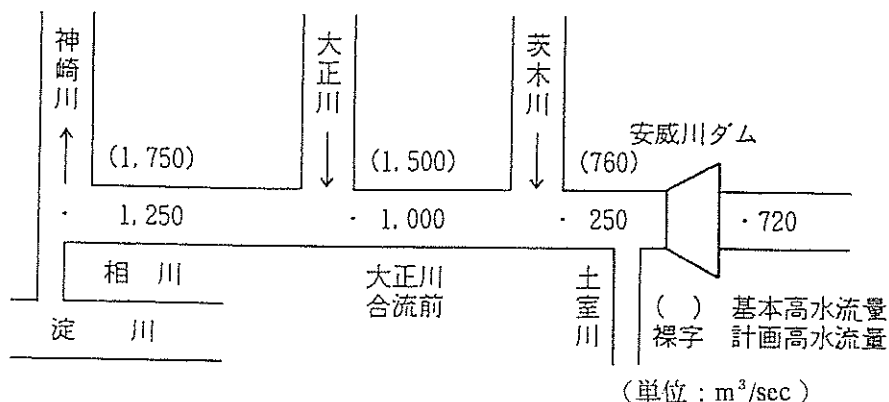 神崎川
大正川
茨木川
安威川ダム
(1,750)
(1,500)
(760)
・ 1,250
・ 1,000
・ 250
・720
相 川
大正川
合流前
土室川
淀 川
( ) 基本高水流量
裸字 計画高水流量
(単位：m³/sec)